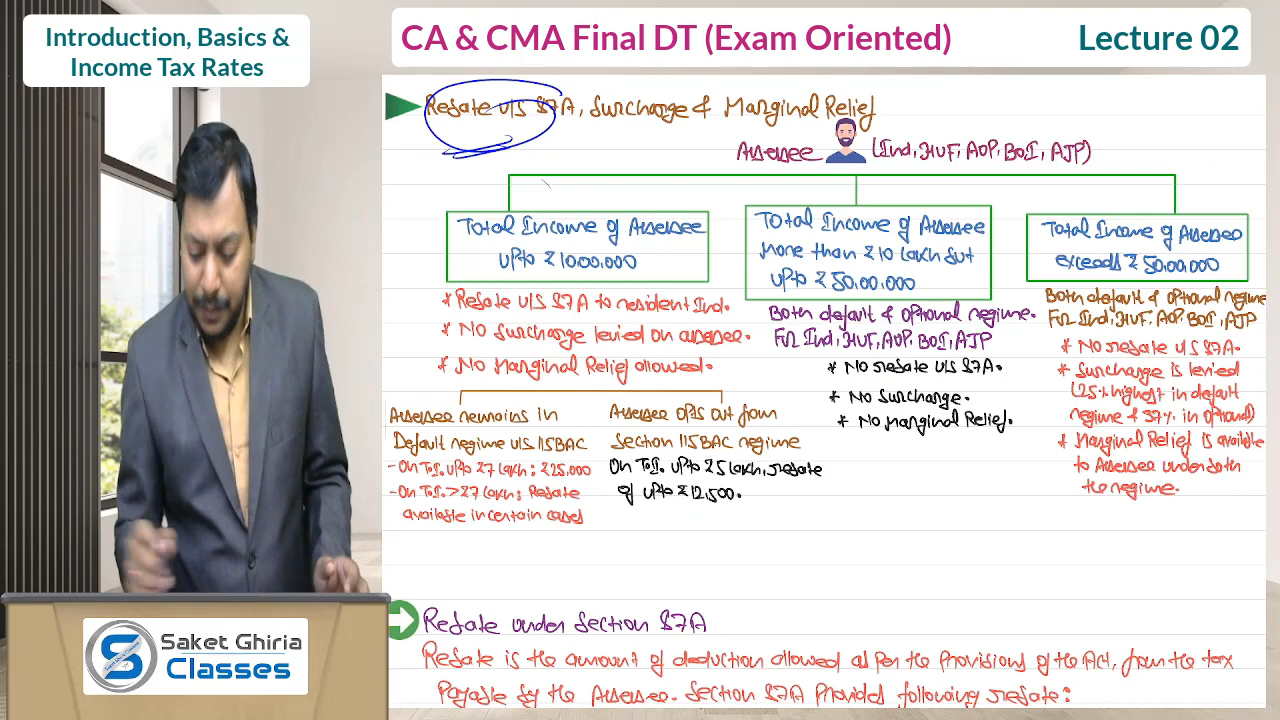 Introduction, Basics &
Income Tax Rates
CA & CMA Final DT (Exam Oriented)
Lecture 02
Rebate u/s 87A, Surcharge & Marginal Relief
Assessee (Ind, HUF, AOP, BOI, AJP)
Total Income of Assessee
upto ₹ 10,00,000
* Rebate u/s 87A to resident Ind.
* No Surcharge levied on assessee.
* No Marginal Relief allowed.
Assessee remains in
Default regime u/s 115BAC
- On T.I. upto ₹7 lakh: ₹25,000
- On T.I. > ₹7 lakh: Rebate
available in certain cases
Assessee opts out from
Section 115BAC regime
On T.I. upto ₹5 lakh, rebate
of upto ₹12,500.
Total Income of Assessee
more than ₹10 lakh but
upto ₹50,00,000
Both default & optional regime.
For Ind, HUF, AOP, BOI, AJP
* No rebate u/s 87A.
* No Surcharge.
* No Marginal Relief.
Total Income of Assessee
exceeds ₹ 50,00,000
Both default & optional regime
For Ind, HUF, AOP, BOI, AJP
* No rebate u/s 87A.
* Surcharge is levied
(25% highest in default
regime & 37% in optional)
* Marginal Relief is available
to Assessee under both
the regime.
Rebate under Section 87A
Rebate is the amount of deduction allowed as per the provisions of the Act, from the tax
payable by the Assessee. Section 87A provides following rebate:
S
Saket Ghiria
Classes